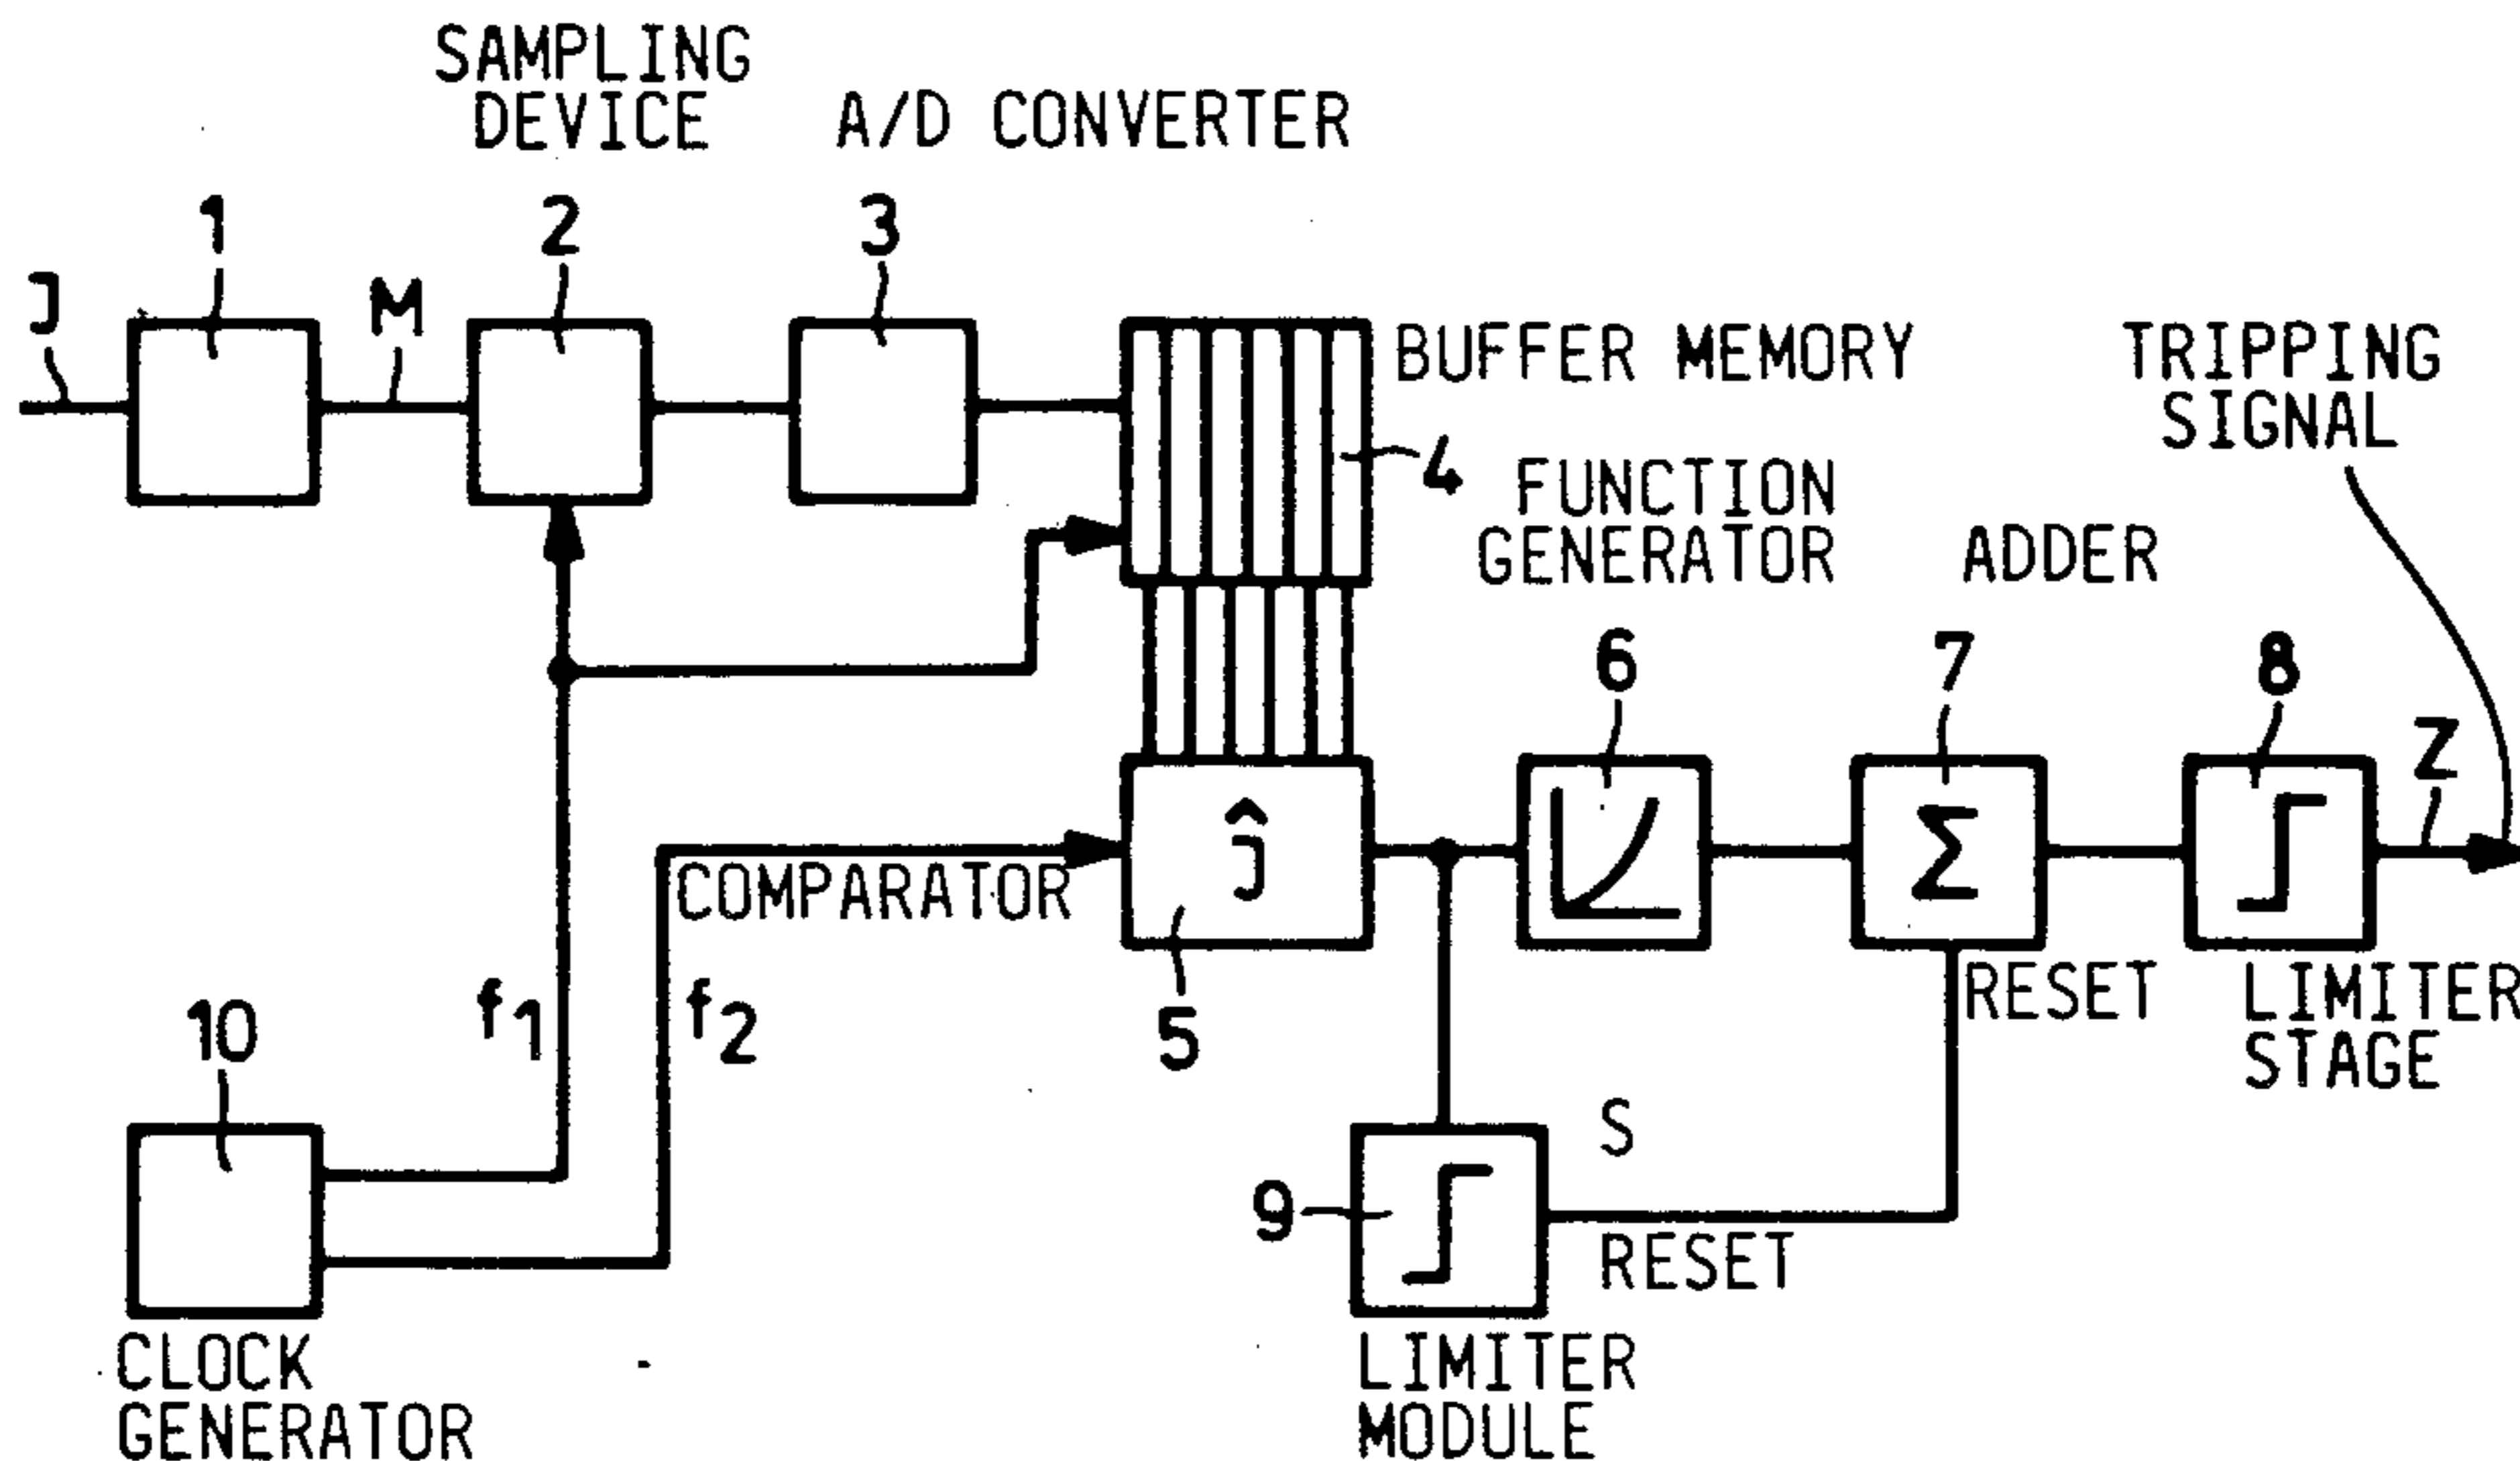 SAMPLING
DEVICE
A/D CONVERTER
1
2
3
J
M
BUFFER MEMORY
TRIPPING
SIGNAL
4
FUNCTION
GENERATOR
ADDER
6
7
8
Z
Ĵ
Σ
COMPARATOR
5
RESET
LIMITER
STAGE
10
f1
f2
S
9
RESET
CLOCK
GENERATOR
LIMITER
MODULE